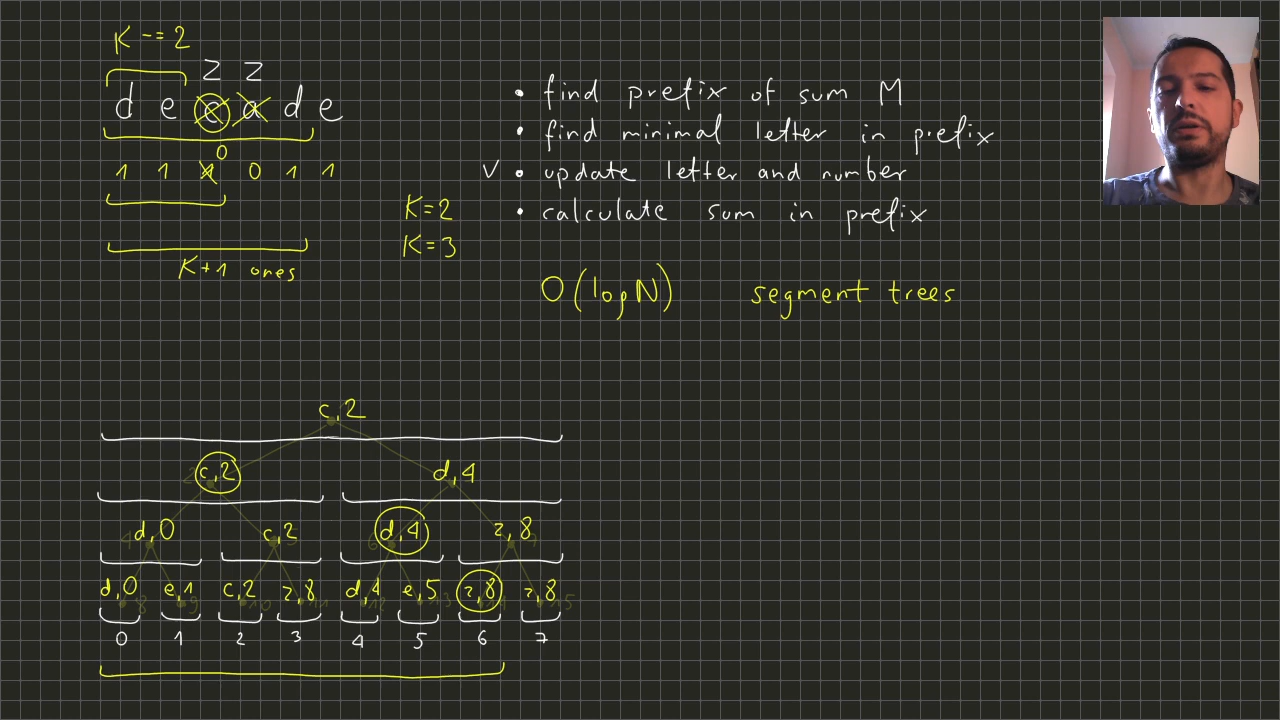 K -= 2
z z
d e c a d e
0
1 1 1 0 1 1
K+1 ones
K=2
K=3
• find prefix of sum M
• find minimal letter in prefix
V • update letter and number
• calculate sum in prefix
O(log N) segment trees
c,2
c,2 d,4
d,0 c,2 d,4 z,8
d,0 e,1 c,2 z,8 d,4 e,5 z,8 z,8
0 1 2 3 4 5 6 7